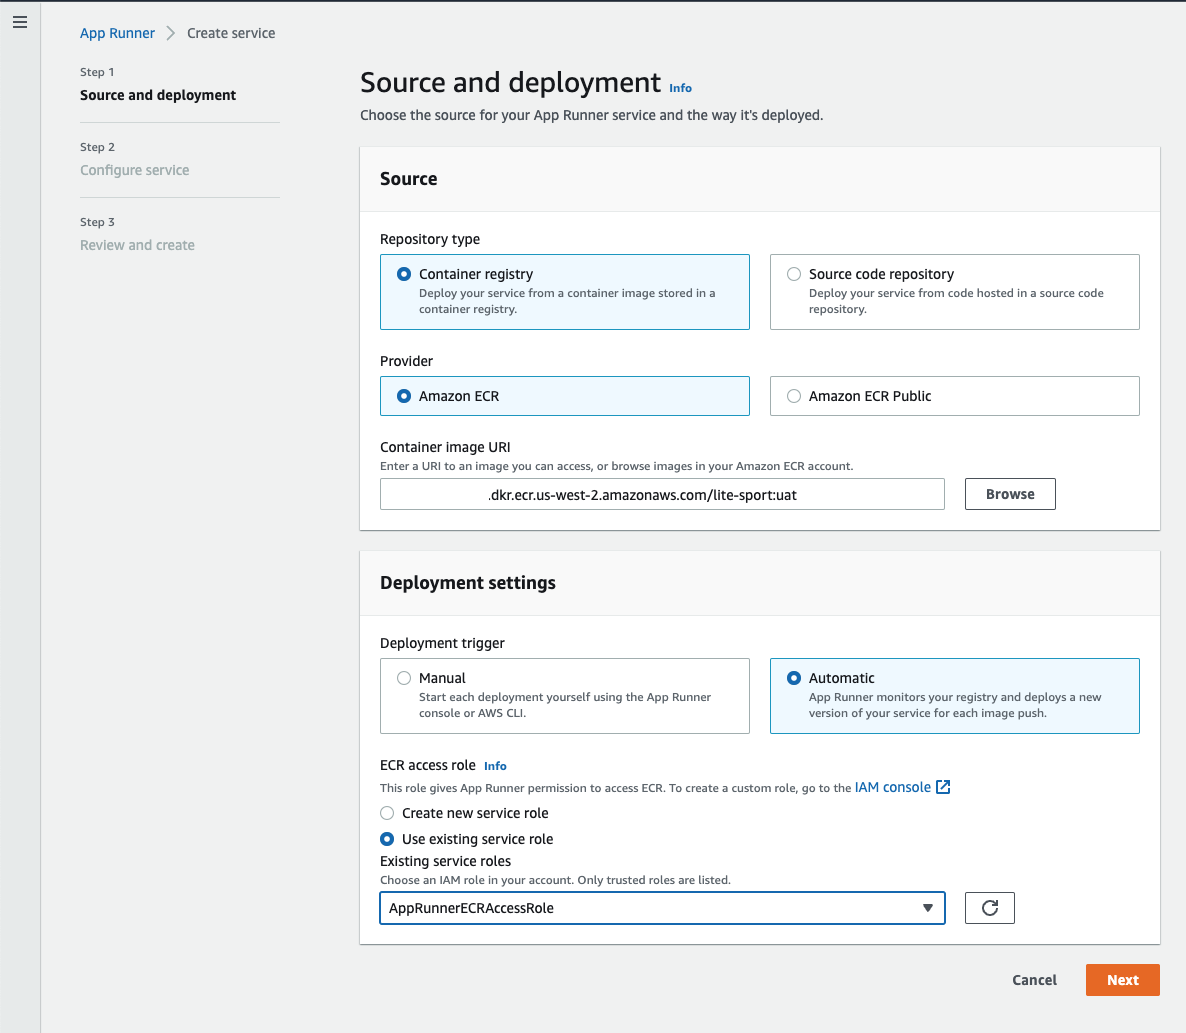 App Runner > Create service
Step 1
Source and deployment
Step 2
Configure service
Step 3
Review and create
Source and deployment Info
Choose the source for your App Runner service and the way it's deployed.
Source
Repository type
Container registry
Deploy your service from a container image stored in a
container registry.
Source code repository
Deploy your service from code hosted in a source code
repository.
Provider
Amazon ECR
Amazon ECR Public
Container image URI
Enter a URI to an image you can access, or browse images in your Amazon ECR account.
.dkr.ecr.us-west-2.amazonaws.com/lite-sport:uat
Browse
Deployment settings
Deployment trigger
Manual
Start each deployment yourself using the App Runner
console or AWS CLI.
Automatic
App Runner monitors your registry and deploys a new
version of your service for each image push.
ECR access role Info
This role gives App Runner permission to access ECR. To create a custom role, go to the IAM console
Create new service role
Use existing service role
Existing service roles
Choose an IAM role in your account. Only trusted roles are listed.
AppRunnerECRAccessRole
Cancel
Next